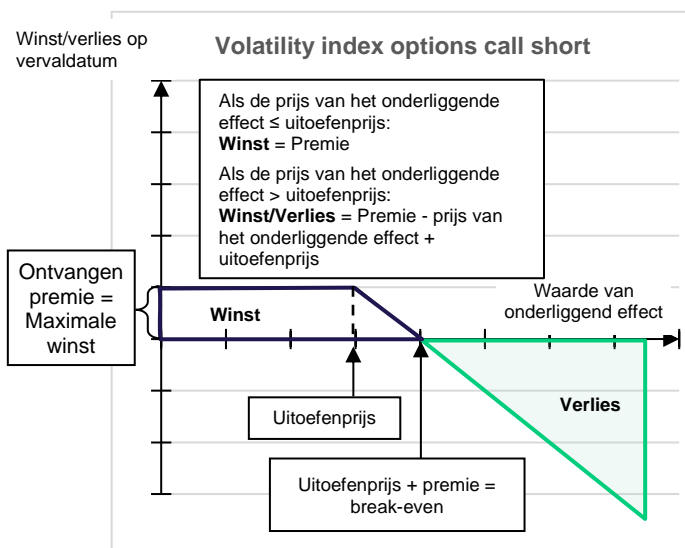 Winst/verlies op
vervaldatum
Volatility index options call short
Als de prijs van het onderliggende
effect ≤ uitoefenprijs:
Winst = Premie
Als de prijs van het onderliggende
effect > uitoefenprijs:
Winst/Verlies = Premie - prijs van
het onderliggende effect +
uitoefenprijs
Ontvangen
premie =
Maximale
winst
Winst
Waarde van
onderliggend effect
Uitoefenprijs
Verlies
Uitoefenprijs + premie =
break-even